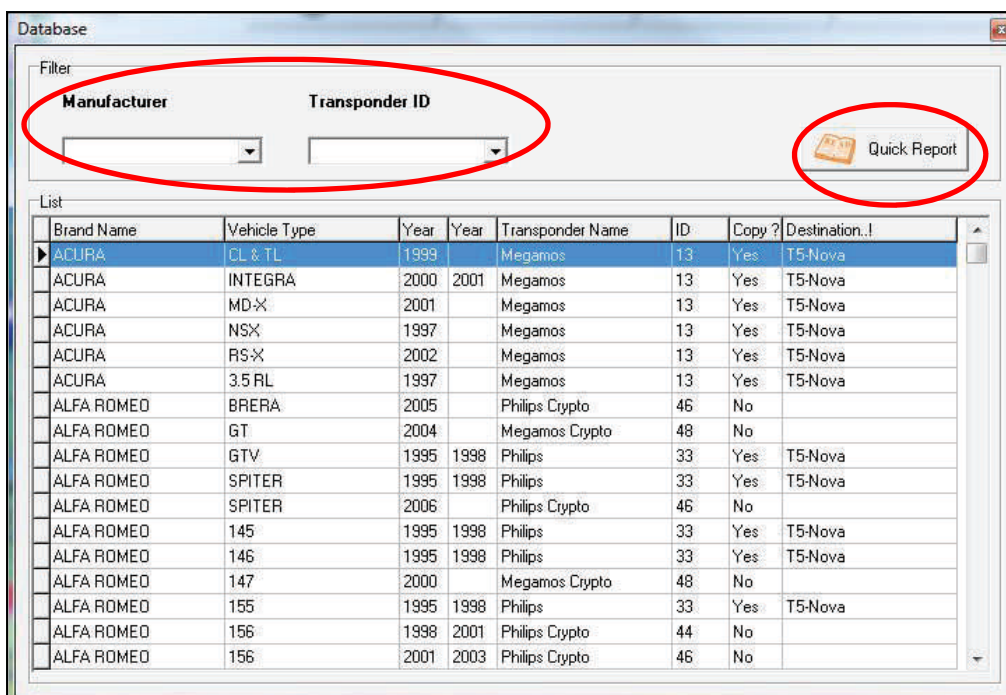 Database
Filter
Manufacturer Transponder ID
READ Quick Report
List
Brand Name Vehicle Type Year Year Transponder Name ID Copy ? Destination..!
ACURA CL & TL 1999 Megamos 13 Yes T5-Nova
ACURA INTEGRA 2000 2001 Megamos 13 Yes T5-Nova
ACURA MD-X 2001 Megamos 13 Yes T5-Nova
ACURA NSX 1997 Megamos 13 Yes T5-Nova
ACURA RS-X 2002 Megamos 13 Yes T5-Nova
ACURA 3.5 RL 1997 Megamos 13 Yes T5-Nova
ALFA ROMEO BRERA 2005 Philips Crypto 46 No
ALFA ROMEO GT 2004 Megamos Crypto 48 No
ALFA ROMEO GTV 1995 1998 Philips 33 Yes T5-Nova
ALFA ROMEO SPITER 1995 1998 Philips 33 Yes T5-Nova
ALFA ROMEO SPITER 2006 Philips Crypto 46 No
ALFA ROMEO 145 1995 1998 Philips 33 Yes T5-Nova
ALFA ROMEO 146 1995 1998 Philips 33 Yes T5-Nova
ALFA ROMEO 147 2000 Megamos Crypto 48 No
ALFA ROMEO 155 1995 1998 Philips 33 Yes T5-Nova
ALFA ROMEO 156 1998 2001 Philips Crypto 44 No
ALFA ROMEO 156 2001 2003 Philips Crypto 46 No